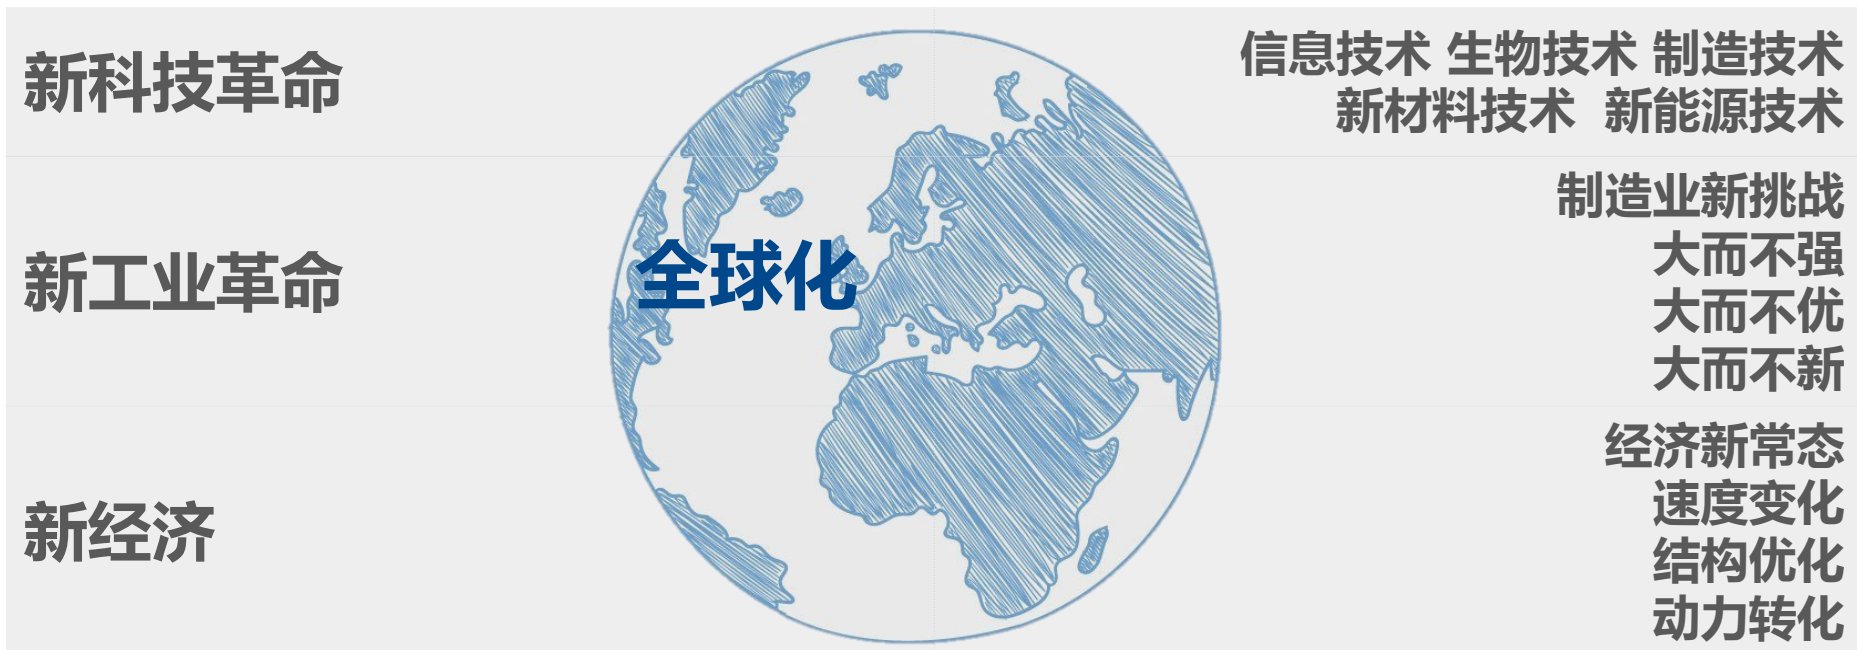 新科技革命
信息技术 生物技术 制造技术
新材料技术 新能源技术
新工业革命
全球化
制造业新挑战
大而不强
大而不优
大而不新
新经济
经济新常态
速度变化
结构优化
动力转化